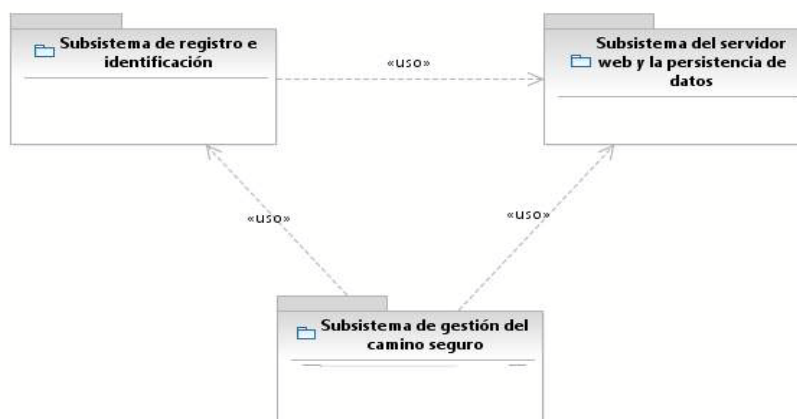 Subsistema de registro e
identificación
Subsistema del servidor
web y la persistencia de
datos
«uso»
«uso»
«uso»
Subsistema de gestión del
camino seguro